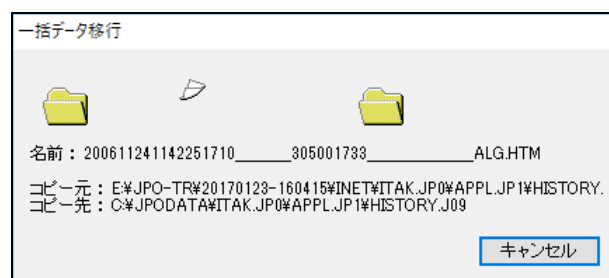 一括データ移行
名前：200611241142251710______305001733______________ALG.HTM
コピー元：E:¥JPO-TR¥20170123-160415¥INET¥ITAK.JP0¥APPL.JP1¥HISTORY.
コピー先：C:¥JPODATA¥ITAK.JP0¥APPL.JP1¥HISTORY.J09
キャンセル